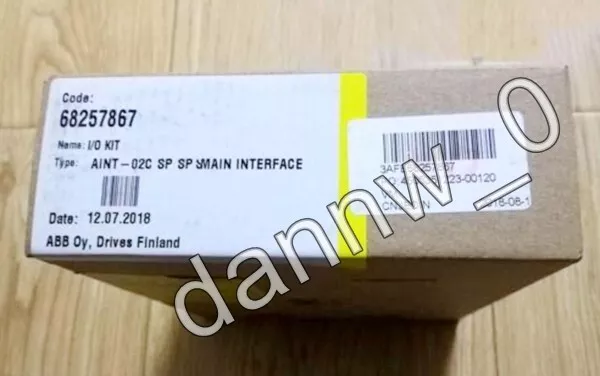 Code:
68257867
Name: I/O KIT
Type: AINT-02C SP SP SMAIN INTERFACE
Date: 12.07.2018
ABB Oy, Drives Finland
dannw_0